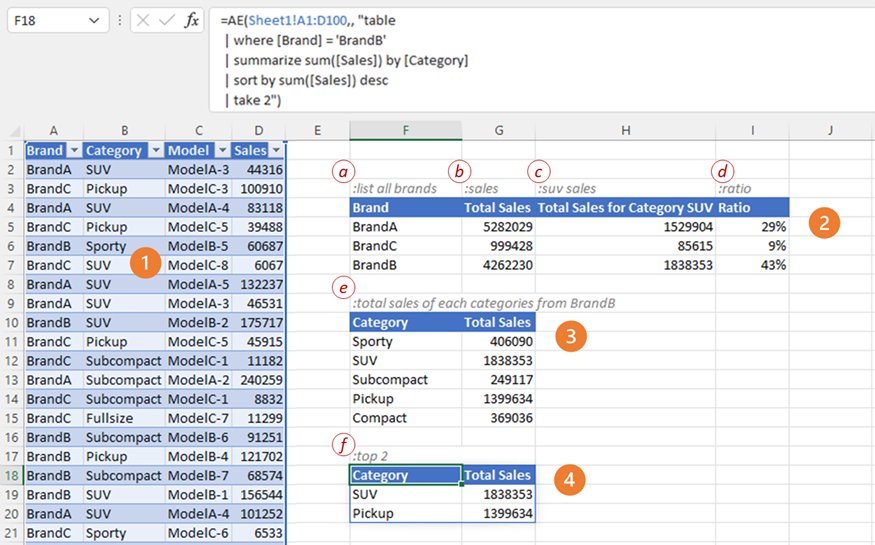 F18
fx
=AE(Sheet1!A1:D100,, "table
| where [Brand] = 'BrandB'
| summarize sum([Sales]) by [Category]
| sort by sum([Sales]) desc
| take 2")
A B C D E F G H I J
1 Brand Category Model Sales
2 BrandA SUV ModelA-3 44316 a b c d
3 BrandC Pickup ModelC-3 100910 :list all brands :sales :suv sales :ratio
4 BrandA SUV ModelA-4 83118 Brand Total Sales Total Sales for Category SUV Ratio
5 BrandC Pickup ModelC-5 39488 BrandA 5282029 1529904 29% 2
6 BrandB Sporty ModelB-5 60687 BrandC 999428 85615 9%
7 BrandC SUV 1 ModelC-8 6067 BrandB 4262230 1838353 43%
8 BrandA SUV ModelA-5 132237 e
9 BrandA SUV ModelA-3 46531 :total sales of each categories from BrandB
10 BrandB SUV ModelB-2 175717 Category Total Sales
11 BrandC Pickup ModelC-5 45915 Sporty 406090 3
12 BrandC Subcompact ModelC-1 11182 SUV 1838353
13 BrandA Subcompact ModelA-2 240259 Subcompact 249117
14 BrandC Subcompact ModelC-1 8832 Pickup 1399634
15 BrandC Fullsize ModelC-7 11299 Compact 369036
16 BrandB Subcompact ModelB-6 91251 f
17 BrandB Pickup ModelB-4 121702 :top 2
18 BrandB Subcompact ModelB-7 68574 Category Total Sales 4
19 BrandB SUV ModelB-1 156544 SUV 1838353
20 BrandA SUV ModelA-4 101252 Pickup 1399634
21 BrandC Sporty ModelC-6 6533